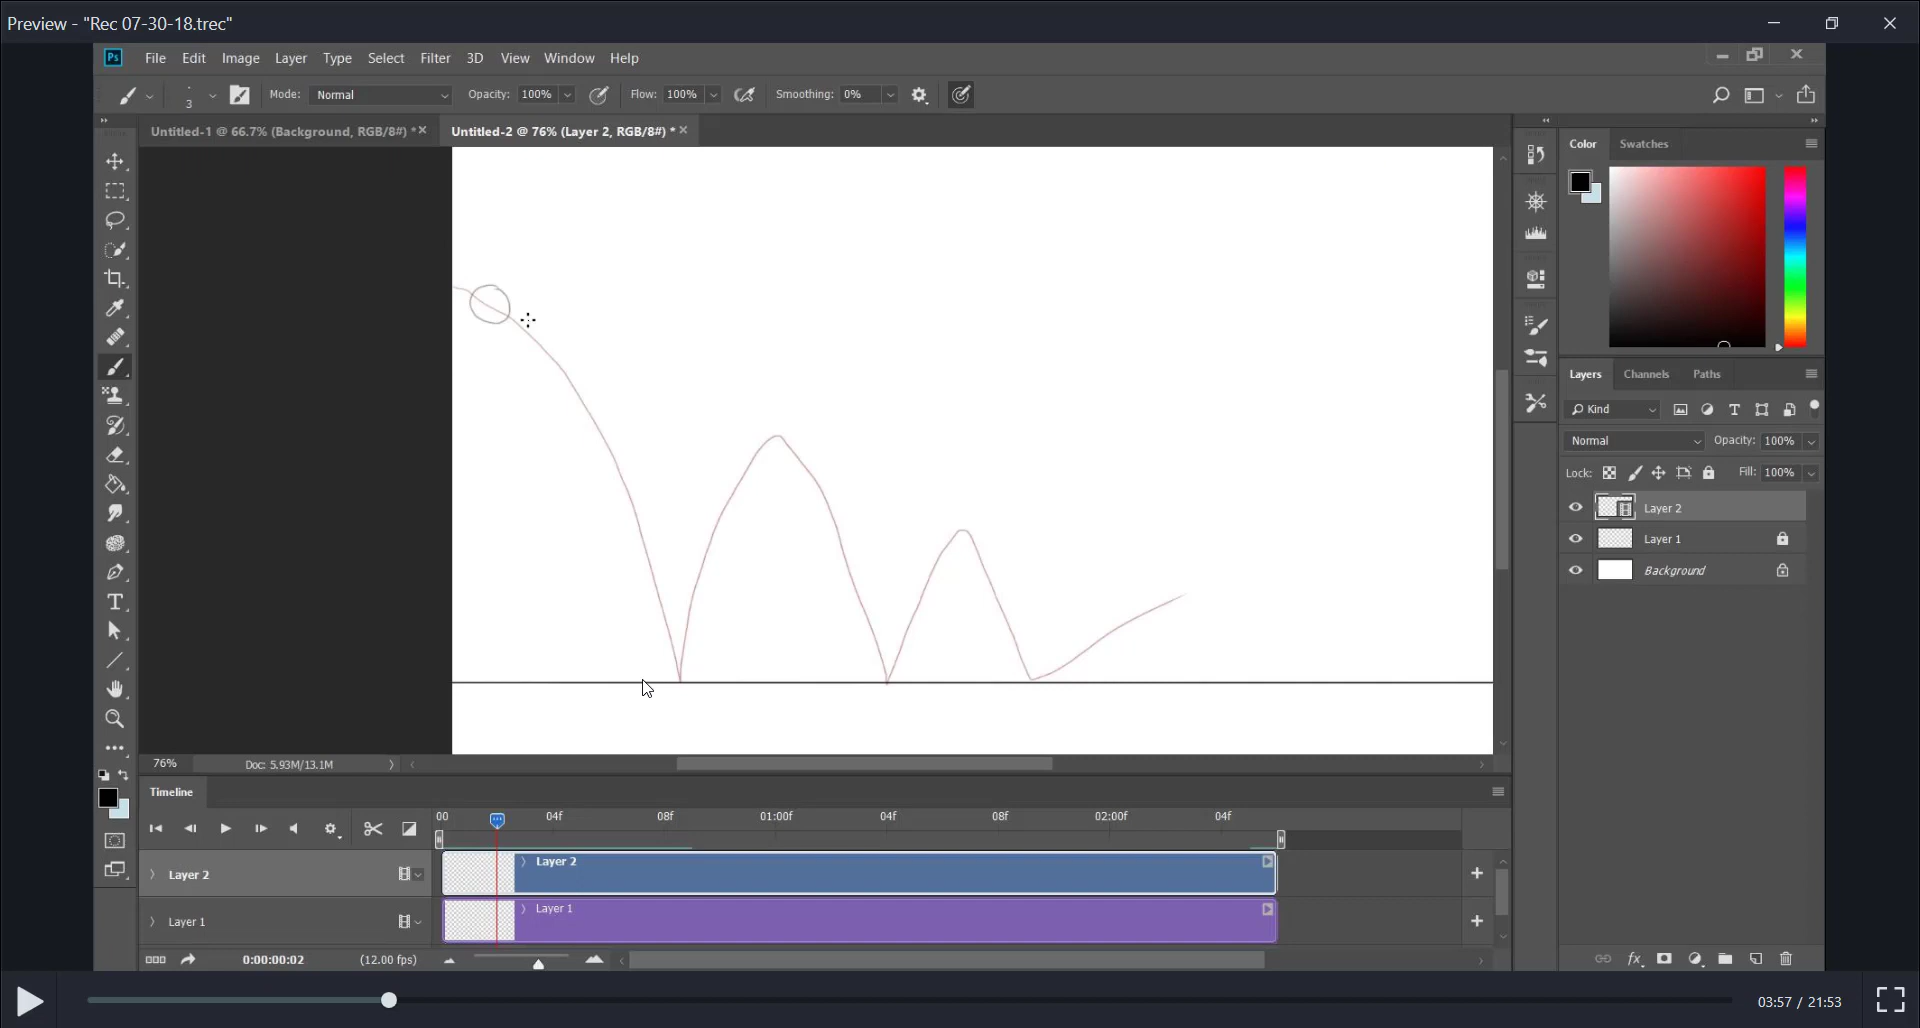 Preview - "Rec 07-30-18.trec"
Ps File Edit Image Layer Type Select Filter 3D View Window Help
3 Mode: Normal Opacity: 100% Flow: 100% Smoothing: 0%
Untitled-1 @ 66.7% (Background, RGB/8#) * Untitled-2 @ 76% (Layer 2, RGB/8#) *
Color Swatches
Layers Channels Paths
Kind
Normal Opacity: 100%
Lock: Fill: 100%
Layer 2
Layer 1
Background
76% Doc: 5.93M/13.1M
Timeline
00 04f 08f 01:00f 04f 08f 02:00f 04f
Layer 2 Layer 2
Layer 1 Layer 1
0:00:00:02 (12.00 fps)
fx
03:57 / 21:53